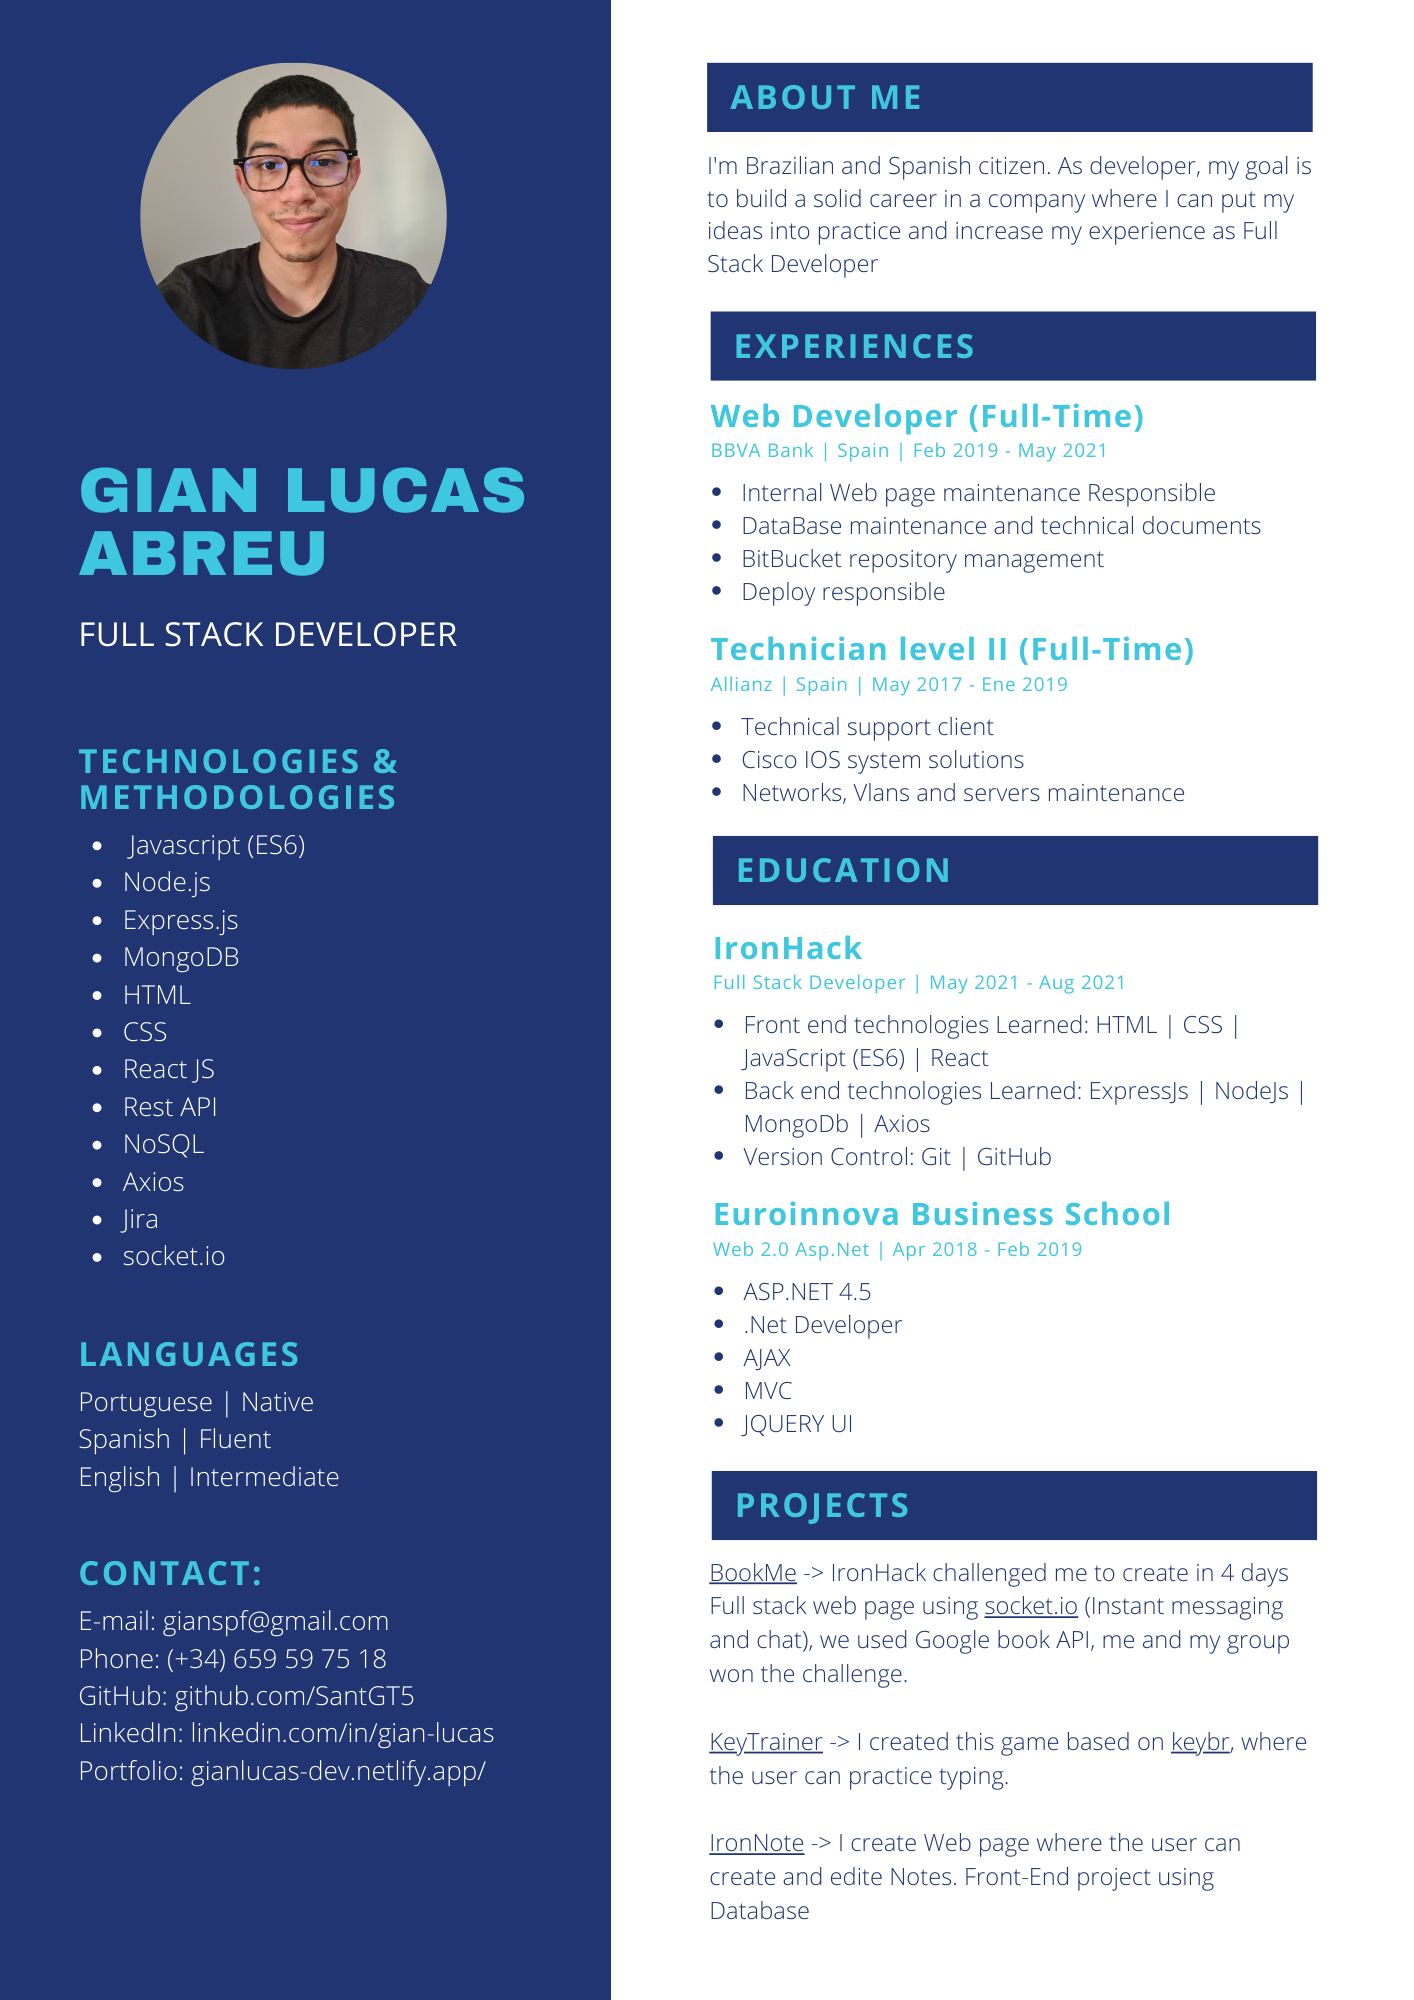 GIAN LUCAS
ABREU
FULL STACK DEVELOPER
TECHNOLOGIES &
METHODOLOGIES
• Javascript (ES6)
• Node.js
• Express.js
• MongoDB
• HTML
• CSS
• React JS
• Rest API
• NoSQL
• Axios
• Jira
• socket.io
LANGUAGES
Portuguese | Native
Spanish | Fluent
English | Intermediate
CONTACT:
E-mail: gianspf@gmail.com
Phone: (+34) 659 59 75 18
GitHub: github.com/SantGT5
LinkedIn: linkedin.com/in/gian-lucas
Portfolio: gianlucas-dev.netlify.app/
ABOUT ME
I'm Brazilian and Spanish citizen. As developer, my goal is
to build a solid career in a company where I can put my
ideas into practice and increase my experience as Full
Stack Developer
EXPERIENCES
Web Developer (Full-Time)
BBVA Bank | Spain | Feb 2019 - May 2021
• Internal Web page maintenance Responsible
• DataBase maintenance and technical documents
• BitBucket repository management
• Deploy responsible
Technician level II (Full-Time)
Allianz | Spain | May 2017 - Ene 2019
• Technical support client
• Cisco IOS system solutions
• Networks, Vlans and servers maintenance
EDUCATION
IronHack
Full Stack Developer | May 2021 - Aug 2021
• Front end technologies Learned: HTML | CSS |
JavaScript (ES6) | React
• Back end technologies Learned: ExpressJs | NodeJs |
MongoDb | Axios
• Version Control: Git | GitHub
Euroinnova Business School
Web 2.0 Asp.Net | Apr 2018 - Feb 2019
• ASP.NET 4.5
• .Net Developer
• AJAX
• MVC
• JQUERY UI
PROJECTS
BookMe -> IronHack challenged me to create in 4 days
Full stack web page using socket.io (Instant messaging
and chat), we used Google book API, me and my group
won the challenge.
KeyTrainer -> I created this game based on keybr, where
the user can practice typing.
IronNote -> I create Web page where the user can
create and edite Notes. Front-End project using
Database